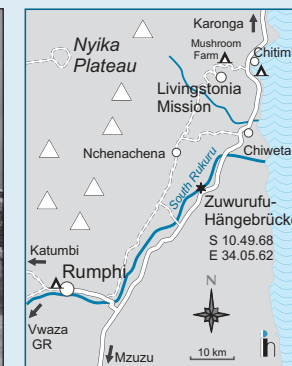 Karonga
Nyika
Plateau
Mushroom
Farm
Chitim
Livingstonia
Mission
Chiweta
Nchenachena
South Rukuru
Zuwurufu-
Hängebrücke
S 10.49.68
E 34.05.62
Katumbi
Rumphi
N
Vwaza
GR
Mzuzu
10 km